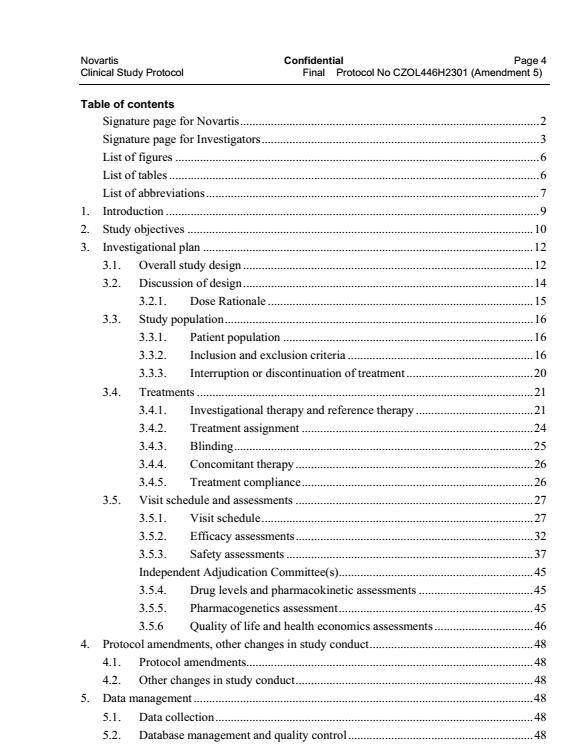 Novartis Confidential Page 4
Clinical Study Protocol Final Protocol No CZOL446H2301 (Amendment 5)
Table of contents
Signature page for Novartis 2
Signature page for Investigators 3
List of figures 6
List of tables 6
List of abbreviations 7
1. Introduction 9
2. Study objectives 10
3. Investigational plan 12
3.1. Overall study design 12
3.2. Discussion of design 14
3.2.1. Dose Rationale 15
3.3. Study population 16
3.3.1. Patient population 16
3.3.2. Inclusion and exclusion criteria 16
3.3.3. Interruption or discontinuation of treatment 20
3.4. Treatments 21
3.4.1. Investigational therapy and reference therapy 21
3.4.2. Treatment assignment 24
3.4.3. Blinding 25
3.4.4. Concomitant therapy 26
3.4.5. Treatment compliance 26
3.5. Visit schedule and assessments 27
3.5.1. Visit schedule 27
3.5.2. Efficacy assessments 32
3.5.3. Safety assessments 37
Independent Adjudication Committee(s) 45
3.5.4. Drug levels and pharmacokinetic assessments 45
3.5.5. Pharmacogenetics assessment 45
3.5.6 Quality of life and health economics assessments 46
4. Protocol amendments, other changes in study conduct 48
4.1. Protocol amendments 48
4.2. Other changes in study conduct 48
5. Data management 48
5.1. Data collection 48
5.2. Database management and quality control 48